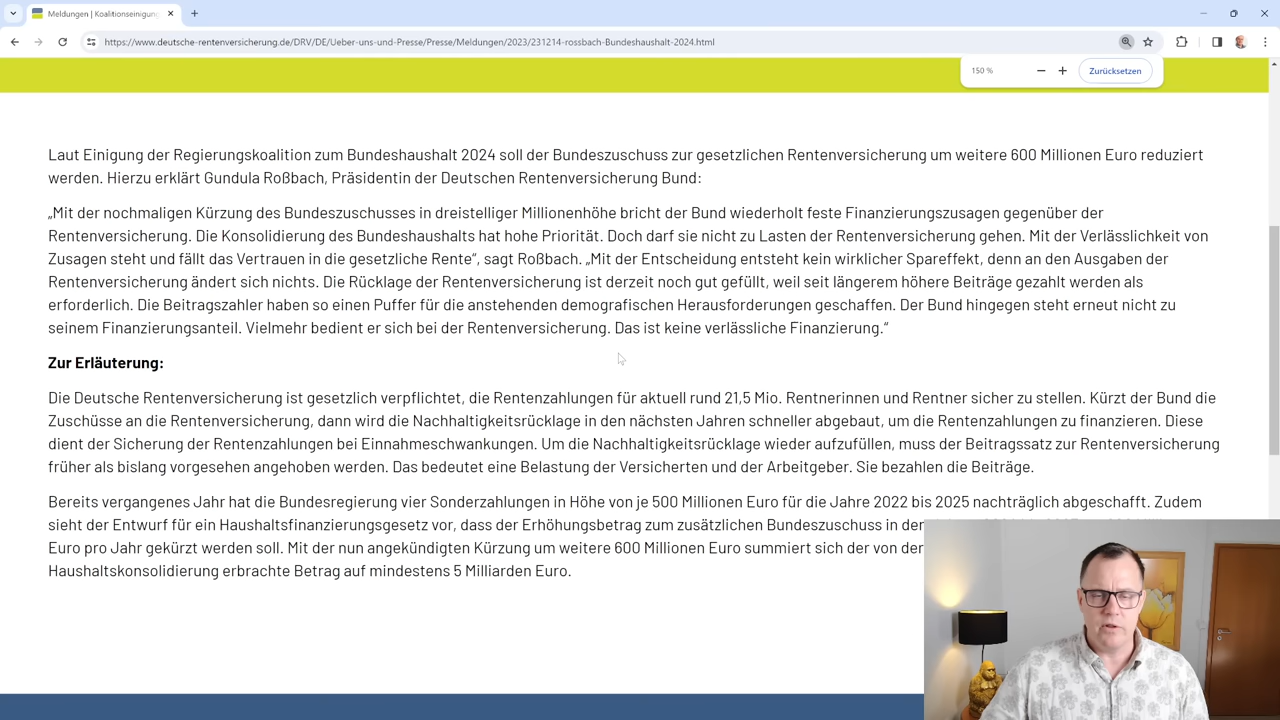 Meldungen | Koalitionseinigung
https://www.deutsche-rentenversicherung.de/DRV/DE/Ueber-uns-und-Presse/Presse/Meldungen/2023/231214-rossbach-Bundeshaushalt-2024.html
150 %
Zurücksetzen
Laut Einigung der Regierungskoalition zum Bundeshaushalt 2024 soll der Bundeszuschuss zur gesetzlichen Rentenversicherung um weitere 600 Millionen Euro reduziert
werden. Hierzu erklärt Gundula Roßbach, Präsidentin der Deutschen Rentenversicherung Bund:
„Mit der nochmaligen Kürzung des Bundeszuschusses in dreistelliger Millionenhöhe bricht der Bund wiederholt feste Finanzierungszusagen gegenüber der
Rentenversicherung. Die Konsolidierung des Bundeshaushalts hat hohe Priorität. Doch darf sie nicht zu Lasten der Rentenversicherung gehen. Mit der Verlässlichkeit von
Zusagen steht und fällt das Vertrauen in die gesetzliche Rente“, sagt Roßbach. „Mit der Entscheidung entsteht kein wirklicher Spareffekt, denn an den Ausgaben der
Rentenversicherung ändert sich nichts. Die Rücklage der Rentenversicherung ist derzeit noch gut gefüllt, weil seit längerem höhere Beiträge gezahlt werden als
erforderlich. Die Beitragszahler haben so einen Puffer für die anstehenden demografischen Herausforderungen geschaffen. Der Bund hingegen steht erneut nicht zu
seinem Finanzierungsanteil. Vielmehr bedient er sich bei der Rentenversicherung. Das ist keine verlässliche Finanzierung.“
Zur Erläuterung:
Die Deutsche Rentenversicherung ist gesetzlich verpflichtet, die Rentenzahlungen für aktuell rund 21,5 Mio. Rentnerinnen und Rentner sicher zu stellen. Kürzt der Bund die
Zuschüsse an die Rentenversicherung, dann wird die Nachhaltigkeitsrücklage in den nächsten Jahren schneller abgebaut, um die Rentenzahlungen zu finanzieren. Diese
dient der Sicherung der Rentenzahlungen bei Einnahmeschwankungen. Um die Nachhaltigkeitsrücklage wieder aufzufüllen, muss der Beitragssatz zur Rentenversicherung
früher als bislang vorgesehen angehoben werden. Das bedeutet eine Belastung der Versicherten und der Arbeitgeber. Sie bezahlen die Beiträge.
Bereits vergangenes Jahr hat die Bundesregierung vier Sonderzahlungen in Höhe von je 500 Millionen Euro für die Jahre 2022 bis 2025 nachträglich abgeschafft. Zudem
sieht der Entwurf für ein Haushaltsfinanzierungsgesetz vor, dass der Erhöhungsbetrag zum zusätzlichen Bundeszuschuss in den
Euro pro Jahr gekürzt werden soll. Mit der nun angekündigten Kürzung um weitere 600 Millionen Euro summiert sich der von der
Haushaltskonsolidierung erbrachte Betrag auf mindestens 5 Milliarden Euro.